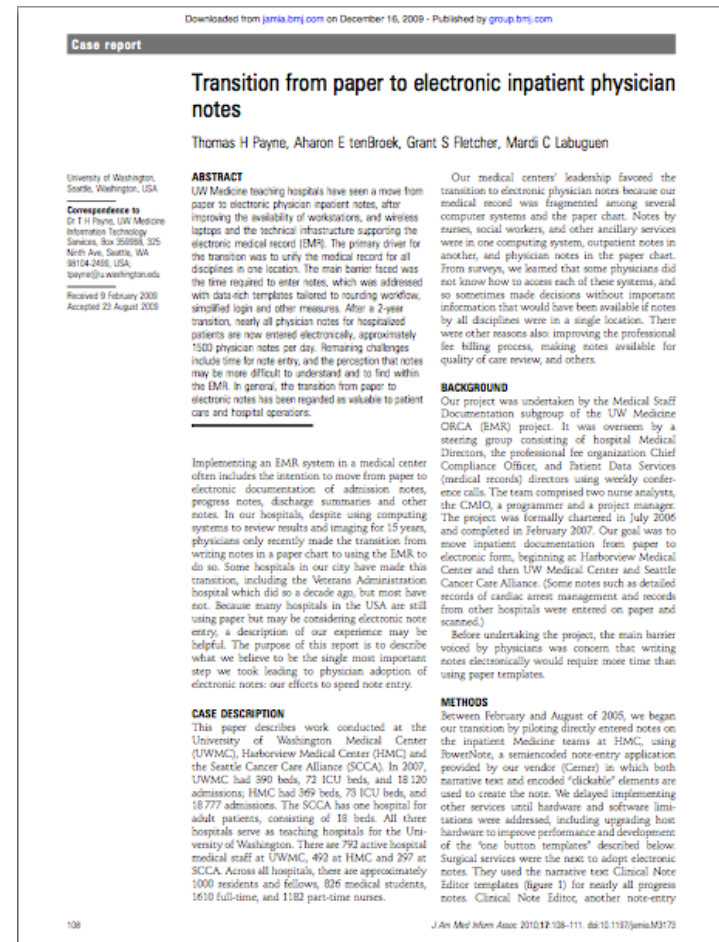 Downloaded from jamia.bmj.com on December 16, 2009 - Published by group.bmj.com
Case report
Transition from paper to electronic inpatient physician
notes
Thomas H Payne, Aharon E tenBroek, Grant S Fletcher, Mardi C Labuguen
University of Washington,
Seattle, Washington, USA
Correspondence to
Dr T H Payne, UW Medicine
Information Technology
Services, Box 359968, 325
Ninth Ave, Seattle, WA
98104-2499, USA;
tpayne@u.washington.edu
Received 9 February 2009
Accepted 23 August 2009
ABSTRACT
UW Medicine teaching hospitals have seen a move from
paper to electronic physician inpatient notes, after
improving the availability of workstations, and wireless
laptops and the technical infrastructure supporting the
electronic medical record (EMR). The primary driver for
the transition was to unify the medical record for all
disciplines in one location. The main barrier faced was
the time required to enter notes, which was addressed
with data-rich templates tailored to rounding workflow,
simplified login and other measures. After a 2-year
transition, nearly all physician notes for hospitalized
patients are now entered electronically, approximately
1500 physician notes per day. Remaining challenges
include time for note entry, and the perception that notes
may be more difficult to understand and to find within
the EMR. In general, the transition from paper to
electronic notes has been regarded as valuable to patient
care and hospital operations.
Implementing an EMR system in a medical center
often includes the intention to move from paper to
electronic documentation of admission notes,
progress notes, discharge summaries and other
notes. In our hospitals, despite using computing
systems to review results and imaging for 15 years,
physicians only recently made the transition from
writing notes in a paper chart to using the EMR to
do so. Some hospitals in our city have made this
transition, including the Veterans Administration
hospital which did so a decade ago, but most have
not. Because many hospitals in the USA are still
using paper but may be considering electronic note
entry, a description of our experience may be
helpful. The purpose of this report is to describe
what we believe to be the single most important
step we took leading to physician adoption of
electronic notes: our efforts to speed note entry.
CASE DESCRIPTION
This paper describes work conducted at the
University of Washington Medical Center
(UWMC), Harborview Medical Center (HMC) and
the Seattle Cancer Care Alliance (SCCA). In 2007,
UWMC had 390 beds, 72 ICU beds, and 18 120
admissions; HMC had 369 beds, 73 ICU beds, and
18 777 admissions. The SCCA has one hospital for
adult patients, consisting of 18 beds. All three
hospitals serve as teaching hospitals for the Uni-
versity of Washington. There are 792 active hospital
medical staff at UWMC, 492 at HMC and 297 at
SCCA. Across all hospitals, there are approximately
1000 residents and fellows, 826 medical students,
1610 full-time, and 1182 part-time nurses.
Our medical centers' leadership favored the
transition to electronic physician notes because our
medical record was fragmented among several
computer systems and the paper chart. Notes by
nurses, social workers, and other ancillary services
were in one computing system, outpatient notes in
another, and physician notes in the paper chart.
From surveys, we learned that some physicians did
not know how to access each of these systems, and
so sometimes made decisions without important
information that would have been available if notes
by all disciplines were in a single location. There
were other reasons also: improving the professional
fee billing process, making notes available for
quality of care review, and others.
BACKGROUND
Our project was undertaken by the Medical Staff
Documentation subgroup of the UW Medicine
ORCA (EMR) project. It was overseen by a
steering group consisting of hospital Medical
Directors, the professional fee organization Chief
Compliance Officer, and Patient Data Services
(medical records) directors using weekly confer-
ence calls. The team comprised two nurse analysts,
the CMIO, a programmer and a project manager.
The project was formally chartered in July 2006
and completed in February 2007. Our goal was to
move inpatient documentation from paper to
electronic form, beginning at Harborview Medical
Center and then UW Medical Center and Seattle
Cancer Care Alliance. (Some notes such as detailed
records of cardiac arrest management and records
from other hospitals were entered on paper and
scanned.)
Before undertaking the project, the main barrier
voiced by physicians was concern that writing
notes electronically would require more time than
using paper templates.
METHODS
Between February and August of 2005, we began
our transition by piloting directly entered notes on
the inpatient Medicine teams at HMC, using
PowerNote, a semiencoded note-entry application
provided by our vendor (Cerner) in which both
narrative text and encoded “clickable” elements are
used to create the note. We delayed implementing
other services until hardware and software limi-
tations were addressed, including upgrading host
hardware to improve performance and development
of the “one button templates” described below.
Surgical services were the next to adopt electronic
notes. They used the narrative text Clinical Note
Editor templates (figure 1) for nearly all progress
notes. Clinical Note Editor, another note-entry
108
J Am Med Inform Assoc 2010;17:108–111. doi:10.1197/jamia.M3173